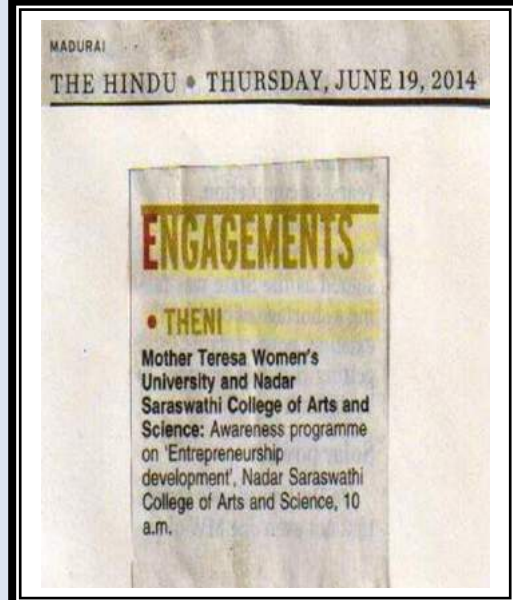 MADURAI
THE HINDU • THURSDAY, JUNE 19, 2014
ENGAGEMENTS
• THENI
Mother Teresa Women's
University and Nadar
Saraswathi College of Arts and
Science: Awareness programme
on 'Entrepreneurship
development', Nadar Saraswathi
College of Arts and Science, 10
a.m.